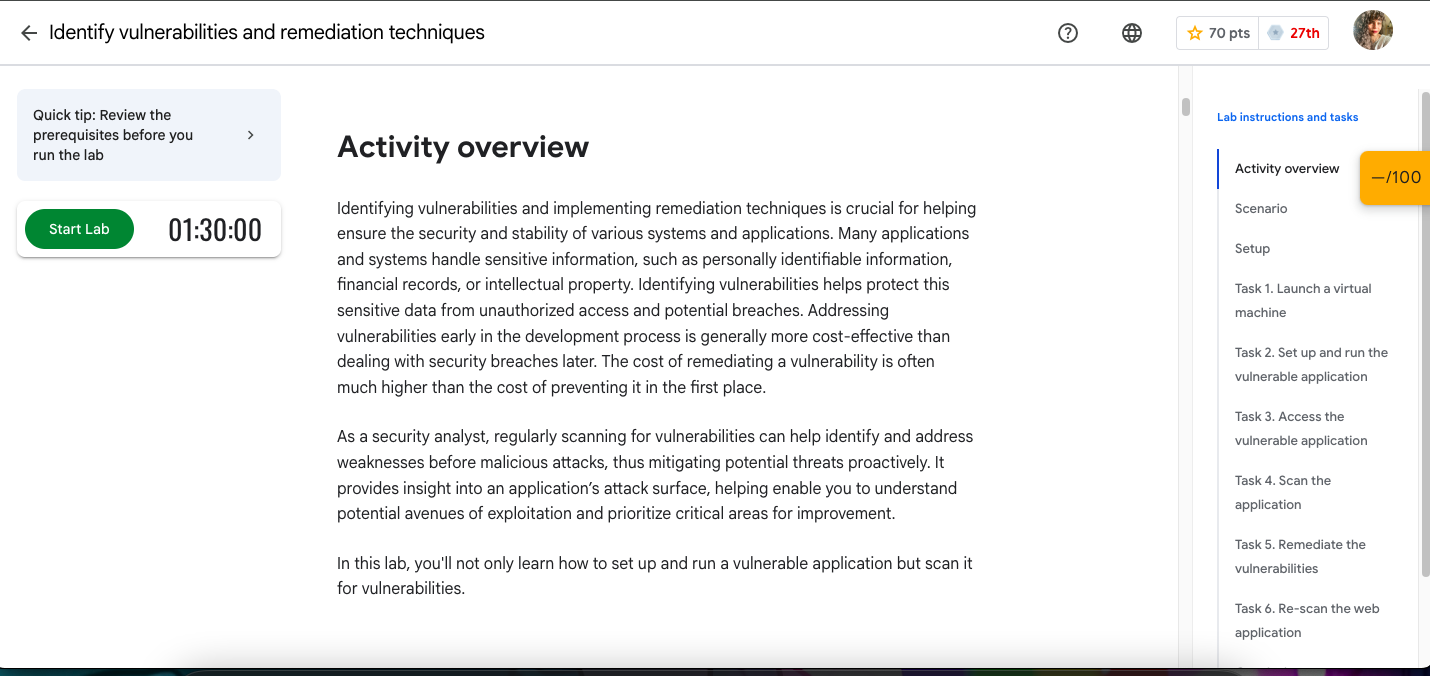 Identify vulnerabilities and remediation techniques
70 pts
27th
Quick tip: Review the
prerequisites before you
run the lab
Start Lab
01:30:00
Activity overview
Identifying vulnerabilities and implementing remediation techniques is crucial for helping
ensure the security and stability of various systems and applications. Many applications
and systems handle sensitive information, such as personally identifiable information,
financial records, or intellectual property. Identifying vulnerabilities helps protect this
sensitive data from unauthorized access and potential breaches. Addressing
vulnerabilities early in the development process is generally more cost-effective than
dealing with security breaches later. The cost of remediating a vulnerability is often
much higher than the cost of preventing it in the first place.
As a security analyst, regularly scanning for vulnerabilities can help identify and address
weaknesses before malicious attacks, thus mitigating potential threats proactively. It
provides insight into an application’s attack surface, helping enable you to understand
potential avenues of exploitation and prioritize critical areas for improvement.
In this lab, you'll not only learn how to set up and run a vulnerable application but scan it
for vulnerabilities.
Lab instructions and tasks
Activity overview
—/100
Scenario
Setup
Task 1. Launch a virtual
machine
Task 2. Set up and run the
vulnerable application
Task 3. Access the
vulnerable application
Task 4. Scan the
application
Task 5. Remediate the
vulnerabilities
Task 6. Re-scan the web
application